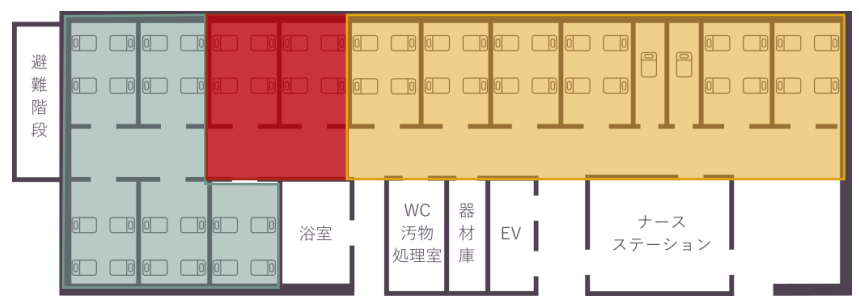 避
難
階
段
浴室
WC
汚物
処理室
器
材
庫
EV
ナース
ステーション